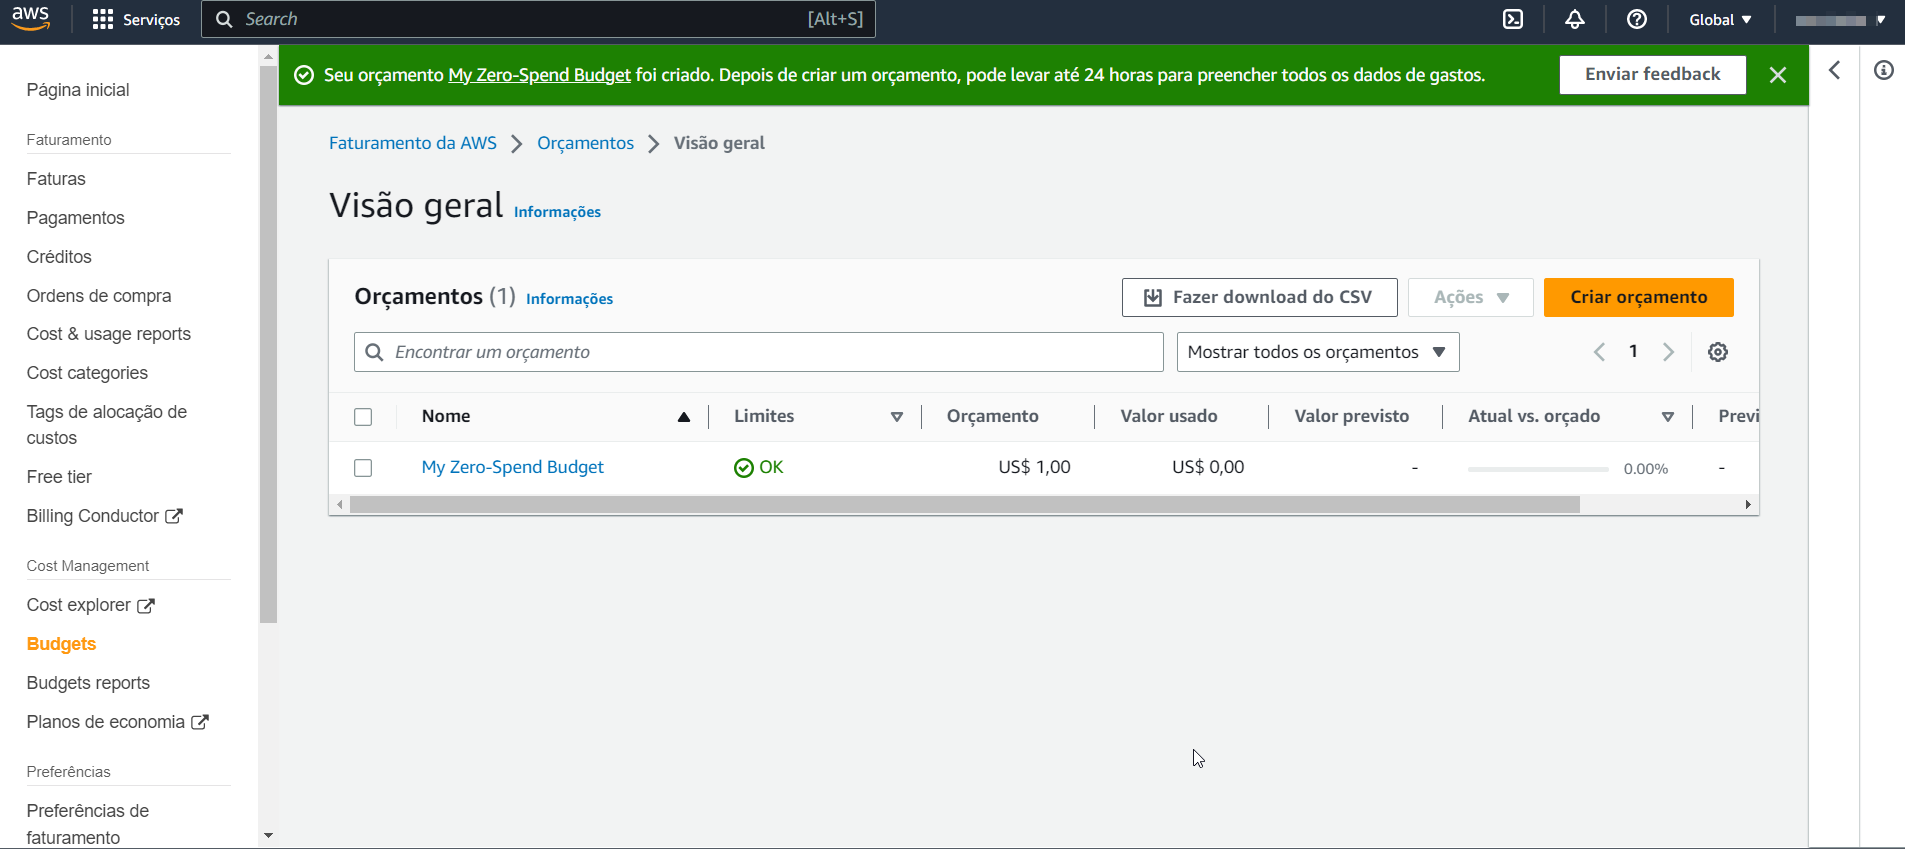 aws
Serviços
Search
[Alt+S]
Global
Página inicial
Faturamento
Faturas
Pagamentos
Créditos
Ordens de compra
Cost & usage reports
Cost categories
Tags de alocação de
custos
Free tier
Billing Conductor
Cost Management
Cost explorer
Budgets
Budgets reports
Planos de economia
Preferências
Preferências de
faturamento
Seu orçamento My Zero-Spend Budget foi criado. Depois de criar um orçamento, pode levar até 24 horas para preencher todos os dados de gastos.
Enviar feedback
Faturamento da AWS
Orçamentos
Visão geral
Visão geral Informações
Orçamentos (1) Informações
Fazer download do CSV
Ações
Criar orçamento
Encontrar um orçamento
Mostrar todos os orçamentos
1
Nome Limites Orçamento Valor usado Valor previsto Atual vs. orçado Previ
My Zero-Spend Budget OK US$ 1,00 US$ 0,00 - 0.00% -